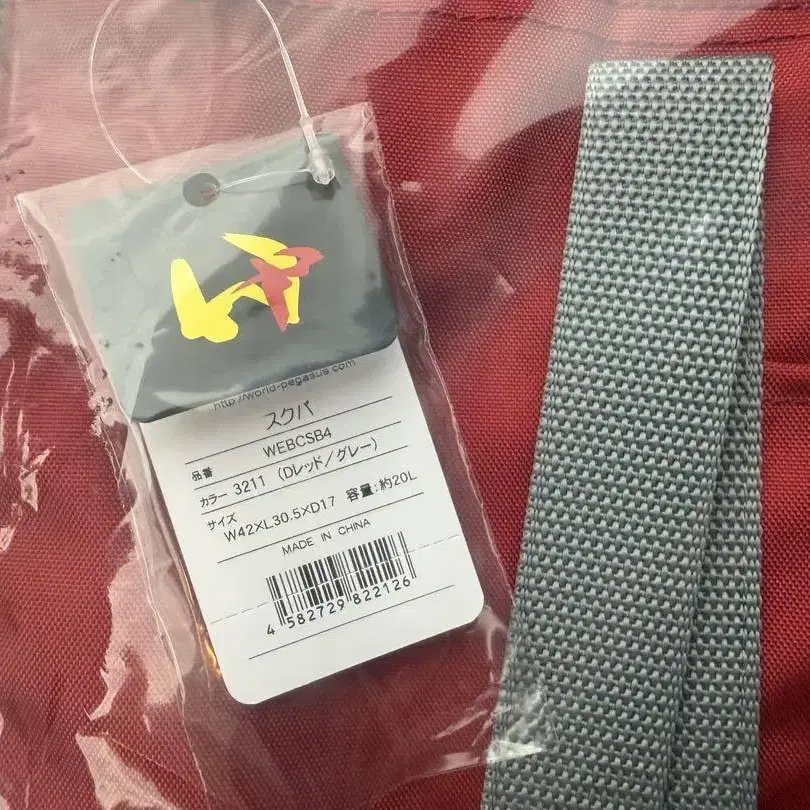 http://world-pegasus.com
スクバ
品番 WEBCSB4
カラー 3211 (Dレッド/グレー)
サイズ
W42×L30.5×D17 容量:約20L
MADE IN CHINA
4 582729 822126